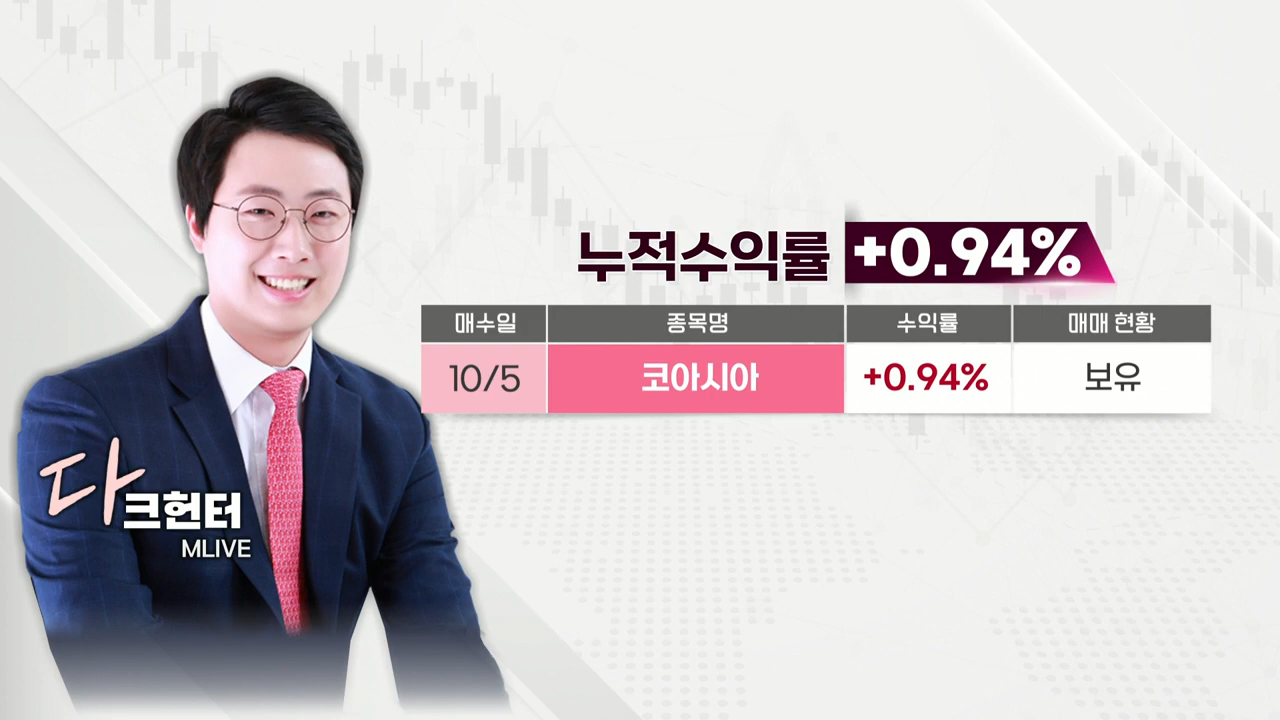 누적수익률 +0.94%
매수일 종목명 수익률 매매 현황
10/5 코아시아 +0.94% 보유
다크헌터
MLIVE